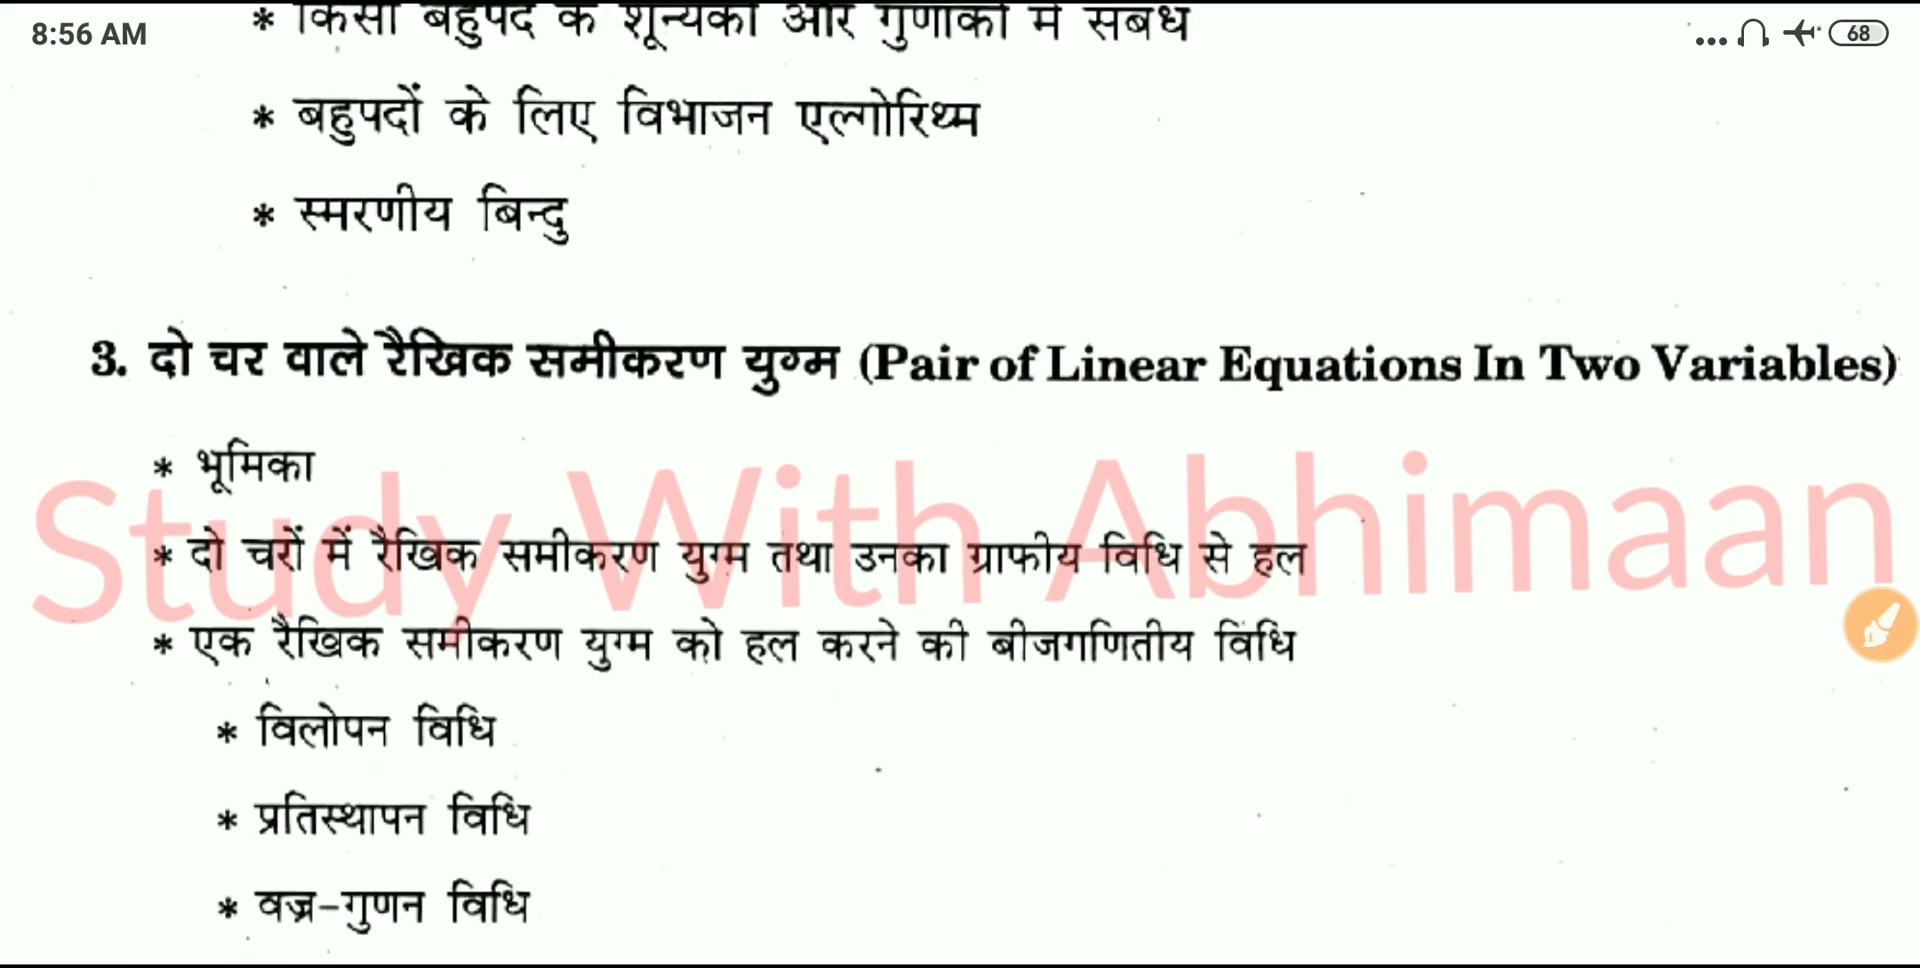 * किसी बहुपद के शून्यकों और गुणांकों में संबंध
8:56 AM
68
* बहुपदों के लिए विभाजन एल्गोरिथ्म
* स्मरणीय बिन्दु
3. दो चर वाले रैखिक समीकरण युग्म (Pair of Linear Equations In Two Variables)
* भूमिका
Study With Abhimaan
* दो चरों में रैखिक समीकरण युग्म तथा उनका ग्राफीय विधि से हल
* एक रैखिक समीकरण युग्म को हल करने की बीजगणितीय विधि
* विलोपन विधि
* प्रतिस्थापन विधि
* वज्र-गुणन विधि